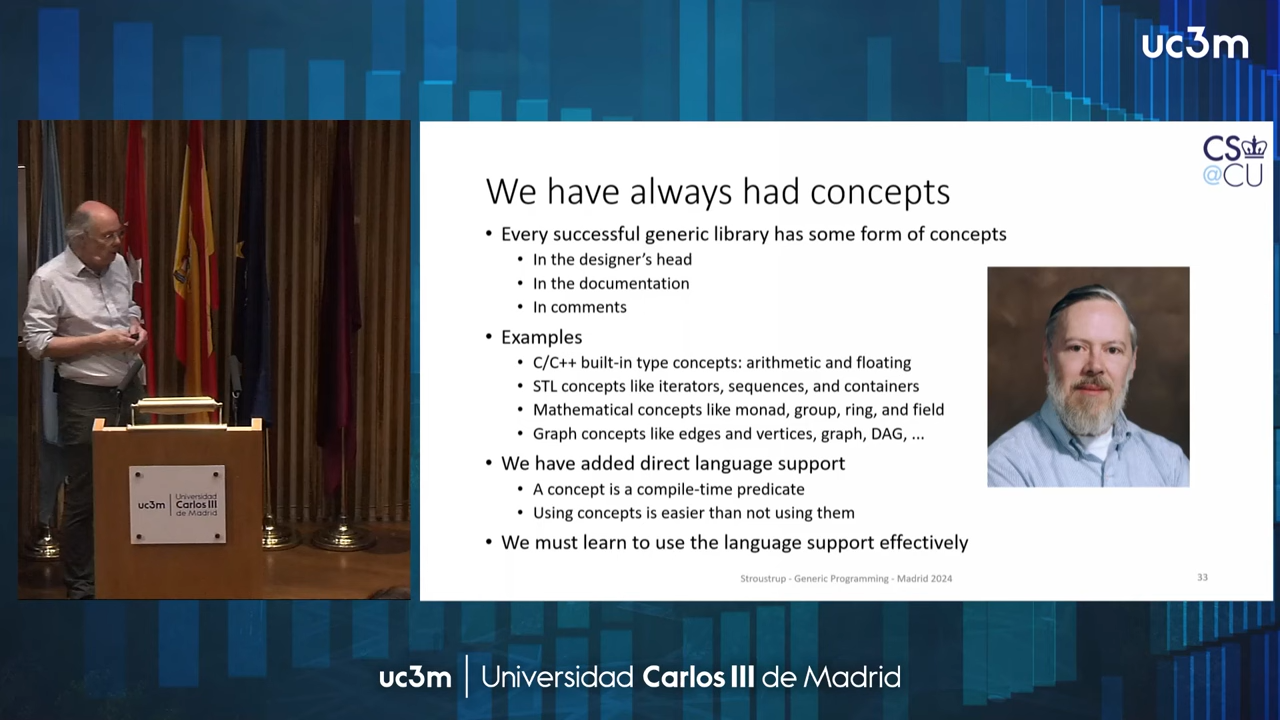 uc3m
CS
@CU
We have always had concepts
• Every successful generic library has some form of concepts
• In the designer's head
• In the documentation
• In comments
• Examples
• C/C++ built-in type concepts: arithmetic and floating
• STL concepts like iterators, sequences, and containers
• Mathematical concepts like monad, group, ring, and field
• Graph concepts like edges and vertices, graph, DAG, ...
• We have added direct language support
• A concept is a compile-time predicate
• Using concepts is easier than not using them
• We must learn to use the language support effectively
Stroustrup - Generic Programming - Madrid 2024
33
uc3m
Universidad
Carlos III
de Madrid
uc3m | Universidad Carlos III de Madrid